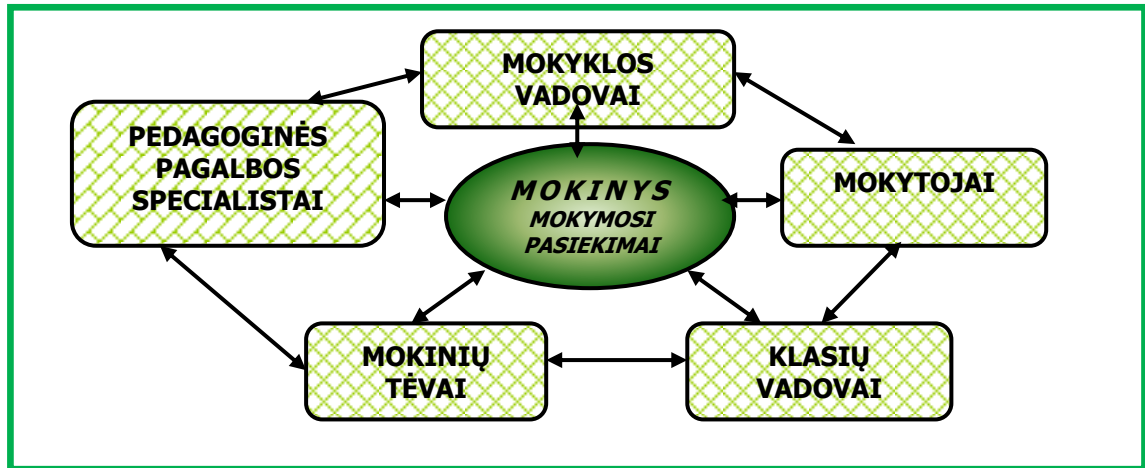 MOKYKLOS
VADOVAI
PEDAGOGINĖS
PAGALBOS
SPECIALISTAI
MOKINYS
MOKYMOSI
PASIEKIMAI
MOKYTOJAI
MOKINIŲ
TĖVAI
KLASIŲ
VADOVAI